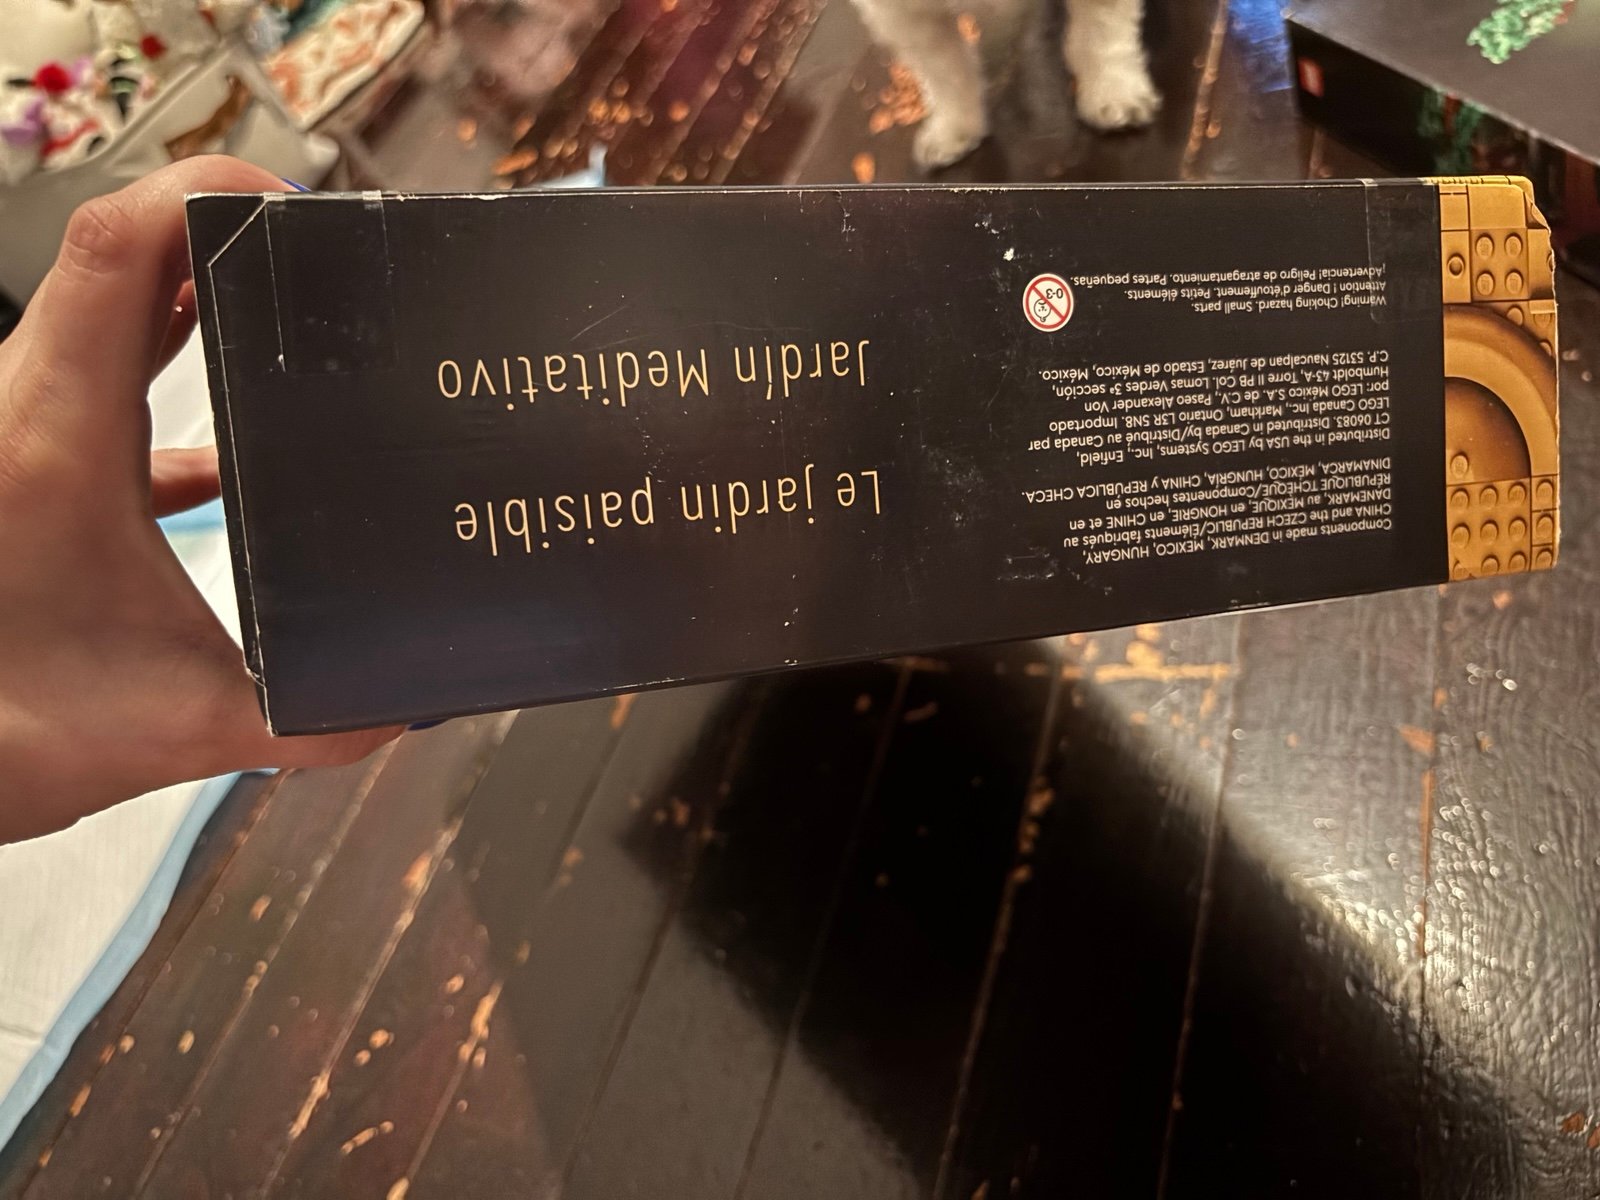 Components made in DENMARK, MEXICO, HUNGARY,
CHINA and the CZECH REPUBLIC/Éléments fabriqués au
DANEMARK, au MEXIQUE, en HONGRIE, en CHINE et en
RÉPUBLIQUE TCHÈQUE/Componentes hechos en
DINAMARCA, MÉXICO, HUNGRÍA, CHINA y REPÚBLICA CHECA.
Distributed in the USA by LEGO Systems, Inc., Enfield,
CT 06083. Distributed in Canada by/Distribué au Canada par
LEGO Canada Inc., Markham, Ontario L3R 5N8. Importado
por: LEGO México S.A. de C.V., Paseo Alexander Von
Humboldt 43-A, Torre II PB Col. Lomas Verdes 3ª sección,
C.P. 53125 Naucalpan de Juárez, Estado de México, México.
Warning! Choking hazard. Small parts.
Attention ! Danger d'étouffement. Petits éléments.
¡Advertencia! Peligro de atragantamiento. Partes pequeñas.
0-3
Le jardin paisible
Jardín Meditativo